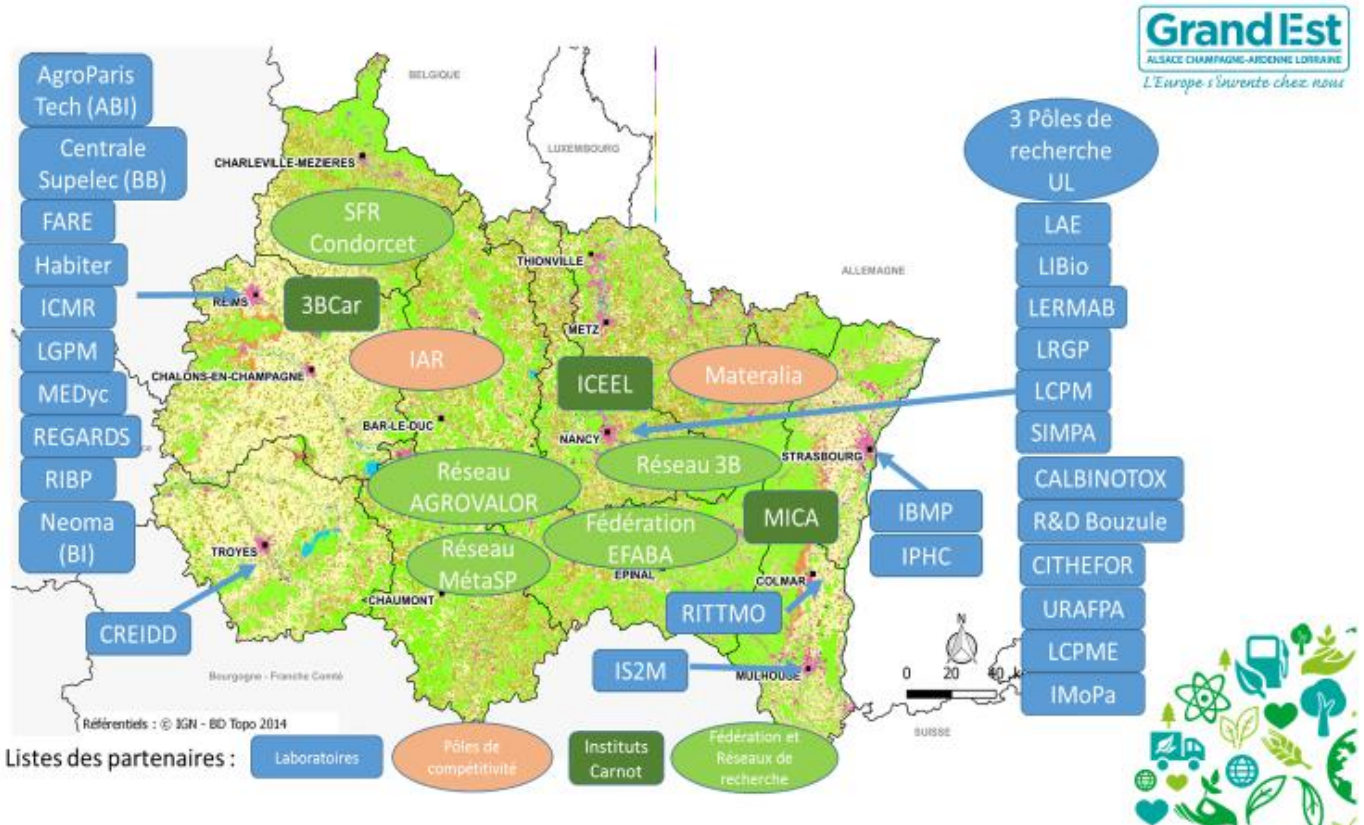 Grand Est
ALSACE CHAMPAGNE-ARDENNE LORRAINE
L'Europe s'invente chez nous
AgroParis
Tech (ABI)
Centrale
Supelec (BB)
FARE
Habiter
ICMR
LGPM
MEDyc
REGARDS
RIBP
Neoma
(BI)
CREIDD
BELGIQUE
LUXEMBOURG
ALLEMAGNE
CHARLEVILLE-MEZIERES
SFR
Condorcet
THIONVILLE
REIMS
3BCar
METZ
IAR
CHALONS-EN-CHAMPAGNE
ICEEL
Materalia
BAR-LE-DUC
NANCY
STRASBOURG
Réseau
AGROVALOR
Réseau 3B
MICA
Fédération
EFABA
Réseau
MétaSP
TROYES
EPINAL
CHAUMONT
COLMAR
RITTMO
IS2M
MULHOUSE
IBMP
IPHC
3 Pôles de
recherche
UL
LAE
LIBio
LERMAB
LRGP
LCPM
SIMPA
CALBINOTOX
R&D Bouzule
CITHEFOR
URAFPA
LCPME
IMoPa
N
0 20 40 k
SUISSE
Bourgogne - Franche Comté
Référentiels : © IGN - BD Topo 2014
Listes des partenaires :
Laboratoires
Pôles de
compétitivité
Instituts
Carnot
Fédération et
Réseaux de
recherche